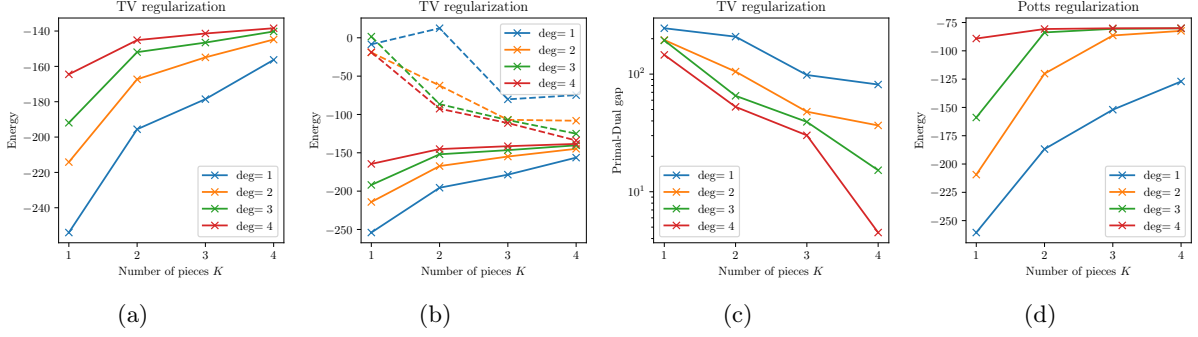 TV regularization
Energy
−140
−160
−180
−200
−220
−240
deg= 1
deg= 2
deg= 3
deg= 4
1 2 3 4
Number of pieces K
(a)
TV regularization
Energy
0
−50
−100
−150
−200
−250
deg= 1
deg= 2
deg= 3
deg= 4
1 2 3 4
Number of pieces K
(b)
TV regularization
Primal-Dual gap
10²
10¹
deg= 1
deg= 2
deg= 3
deg= 4
1 2 3 4
Number of pieces K
(c)
Potts regularization
Energy
−75
−100
−125
−150
−175
−200
−225
−250
deg= 1
deg= 2
deg= 3
deg= 4
1 2 3 4
Number of pieces K
(d)